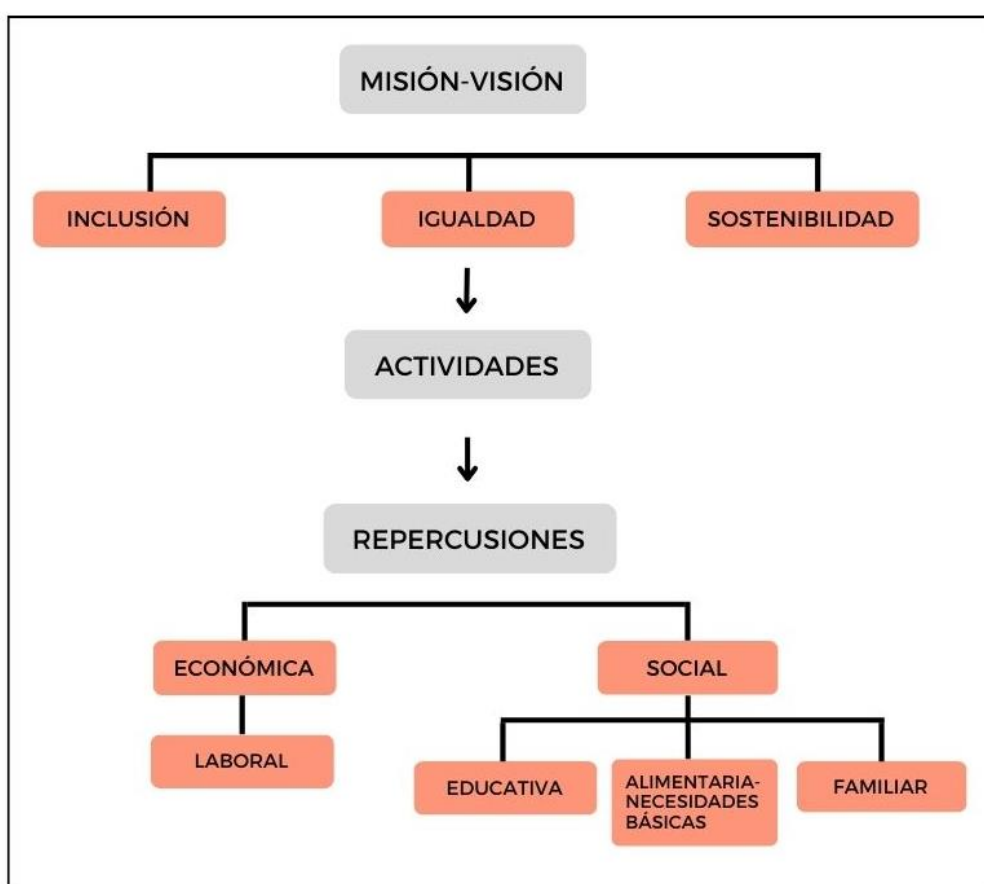 MISIÓN-VISIÓN
INCLUSIÓN
IGUALDAD
SOSTENIBILIDAD
ACTIVIDADES
REPERCUSIONES
ECONÓMICA
SOCIAL
LABORAL
EDUCATIVA
ALIMENTARIA-
NECESIDADES
BÁSICAS
FAMILIAR